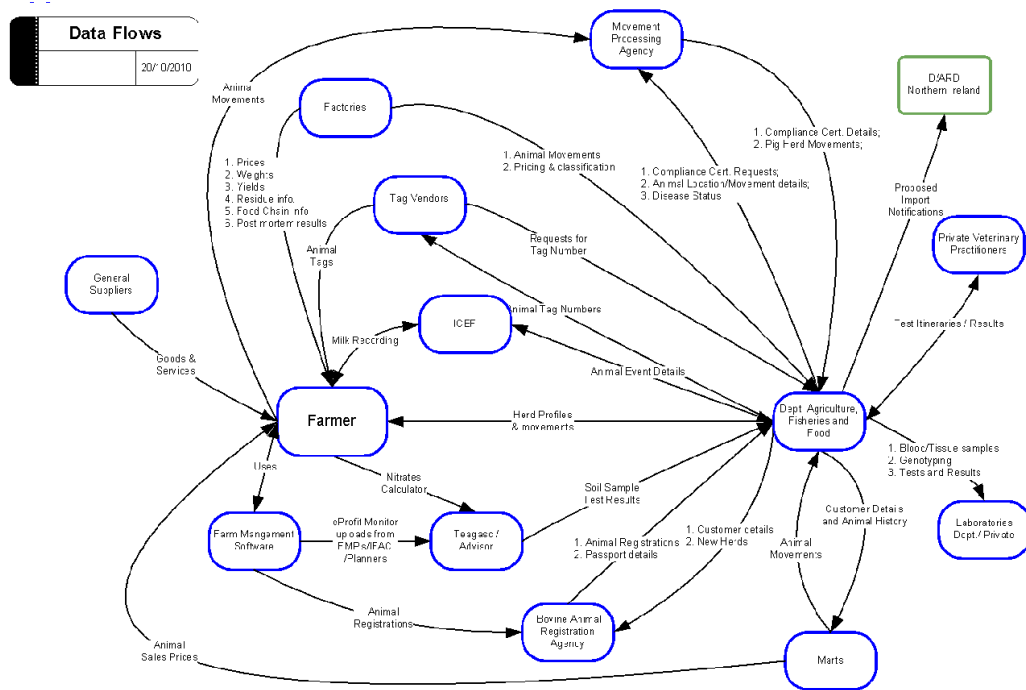 Data Flows
20/10/2010
Movement
Processing
Agency
DARD
Northern Ireland
Animal
Movements
Factories
1. Compliance Cert. Details;
2. Pig Herd Movements;
1. Prices
2. Weights
3. Yields
4. Residue info.
5. Food Chain info
6. Post mortem results
1. Animal Movements
2. Pricing & classification
1. Compliance Cert. Requests;
2. Animal Location/Movement details;
3. Disease Status
Proposed
Import
Notifications
Tag Vendors
Private Veterinary
Practitioners
Animal
Tags
Requests for
Tag Number
General
Suppliers
Animal Tag Numbers
ICBF
Milk Recording
Test Itineraries / Results
Goods &
Services
Animal Event Details
Farmer
Herd Profiles
& movements
Dept. Agriculture,
Fisheries and
Food
Uses
Nitrates
Calculator
Soil Sample
Test Results
1. Blood/Tissue samples
2. Genotyping
3. Tests and Results
Customer Details
and Animal History
Farm Mangement
Software
eProfit Monitor
uploads from
FMPs/IFAC
/Planners
Teagasc /
Advisor
1. Animal Registrations
2. Passport details
1. Customer details
2. New Herds
Animal
Movements
Laboratories
Dept./ Private
Animal
Registrations
Bovine Animal
Registration
Agency
Animal
Sales Prices
Marts